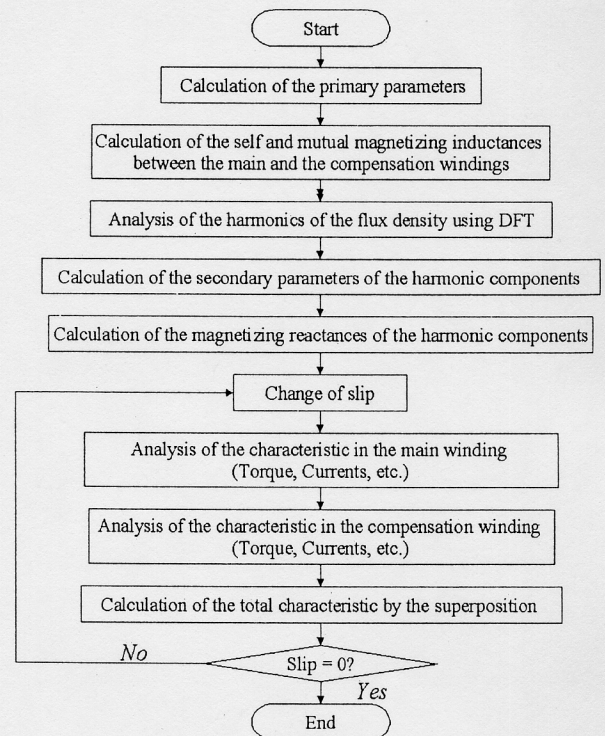 Start
Calculation of the primary parameters
Calculation of the self and mutual magnetizing inductances
between the main and the compensation windings
Analysis of the harmonics of the flux density using DFT
Calculation of the secondary parameters of the harmonic components
Calculation of the magnetizing reactances of the harmonic components
Change of slip
Analysis of the characteristic in the main winding
(Torque, Currents, etc.)
Analysis of the characteristic in the compensation winding
(Torque, Currents, etc.)
Calculation of the total characteristic by the superposition
No
Slip = 0?
Yes
End